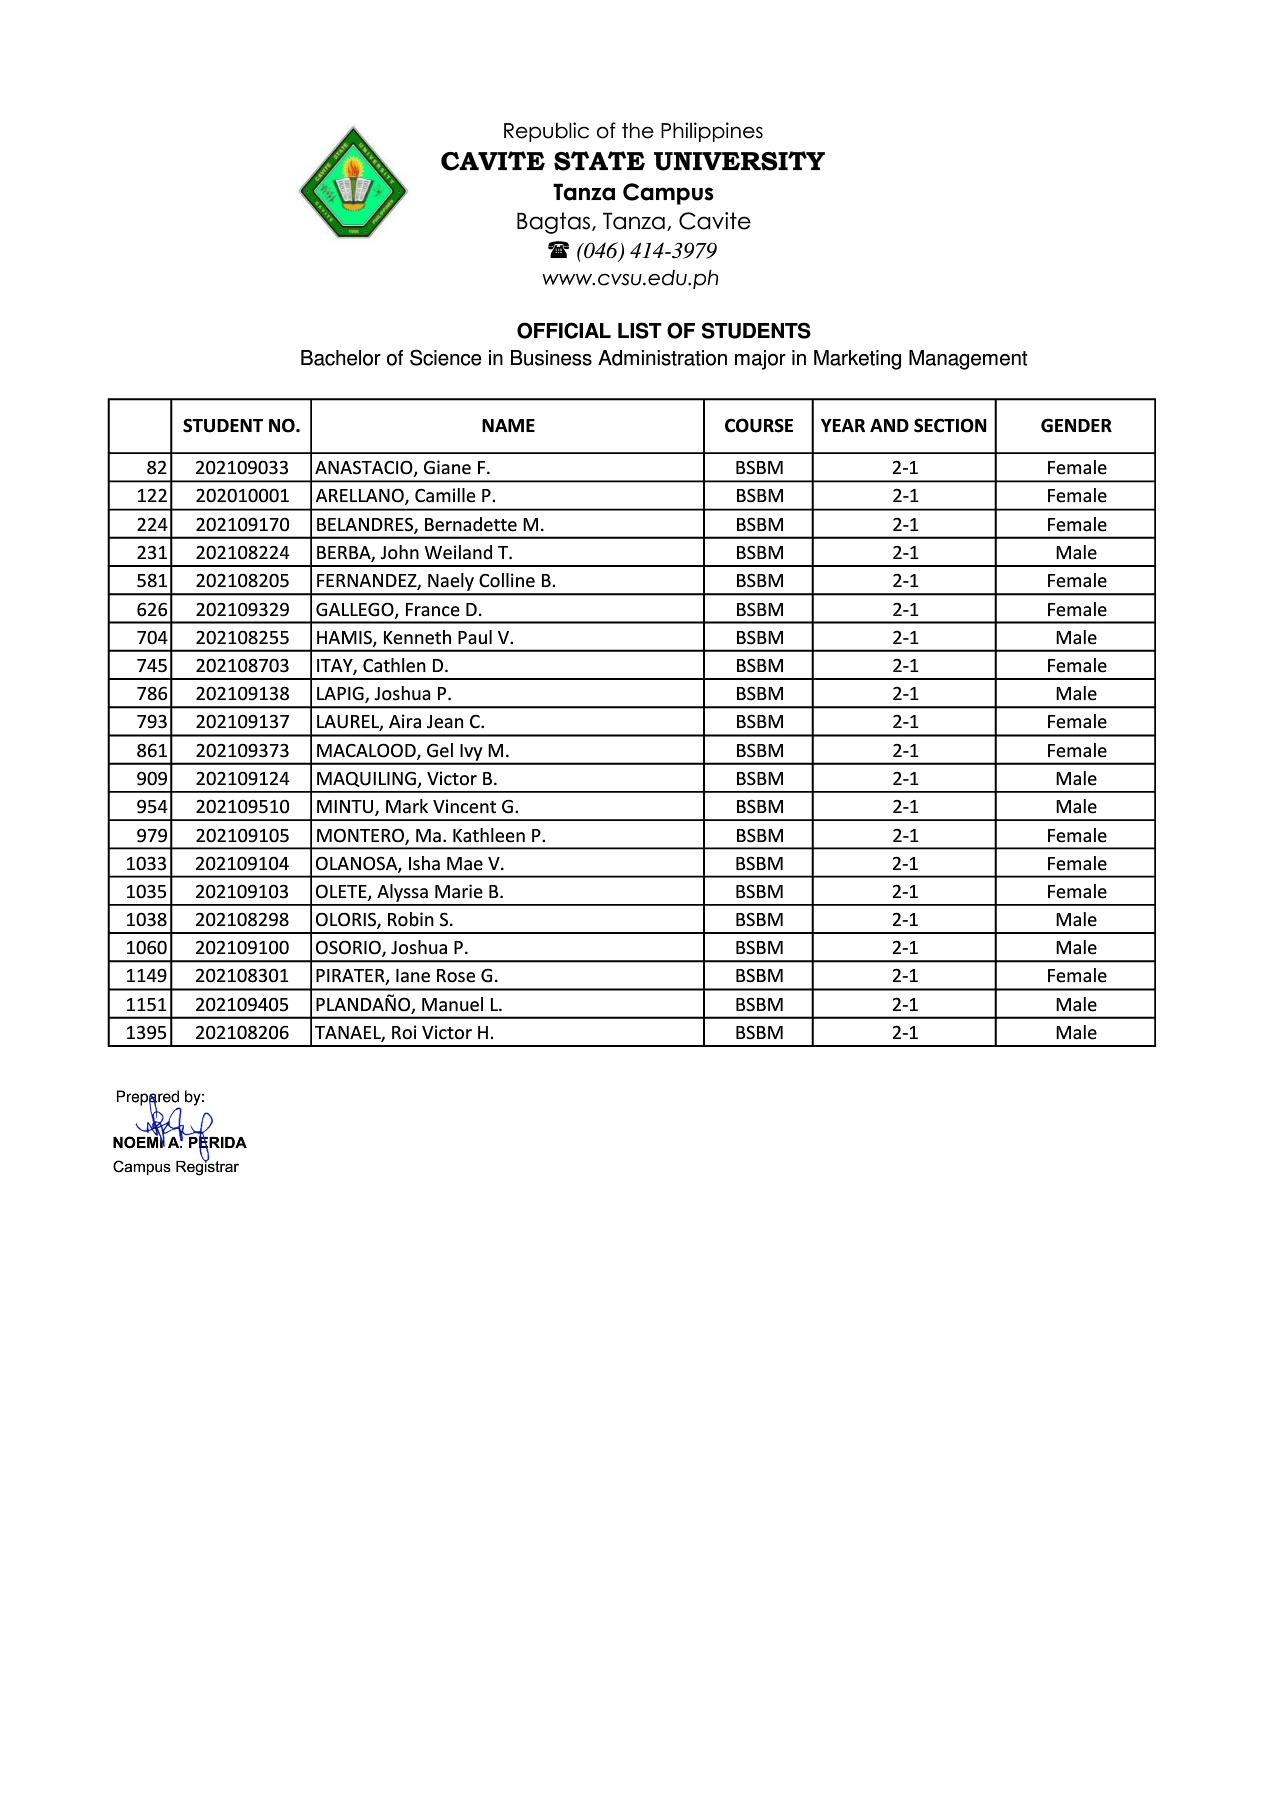 Republic of the Philippines
CAVITE STATE UNIVERSITY
Tanza Campus
Bagtas, Tanza, Cavite
☎ (046) 414-3979
www.cvsu.edu.ph
CAVITE STATE UNIVERSITY
CAVITE PHILIPPINES
OFFICIAL LIST OF STUDENTS
Bachelor of Science in Business Administration major in Marketing Management
STUDENT NO. NAME COURSE YEAR AND SECTION GENDER
82 202109033 ANASTACIO, Giane F. BSBM 2-1 Female
122 202010001 ARELLANO, Camille P. BSBM 2-1 Female
224 202109170 BELANDRES, Bernadette M. BSBM 2-1 Female
231 202108224 BERBA, John Weiland T. BSBM 2-1 Male
581 202108205 FERNANDEZ, Naely Colline B. BSBM 2-1 Female
626 202109329 GALLEGO, France D. BSBM 2-1 Female
704 202108255 HAMIS, Kenneth Paul V. BSBM 2-1 Male
745 202108703 ITAY, Cathlen D. BSBM 2-1 Female
786 202109138 LAPIG, Joshua P. BSBM 2-1 Male
793 202109137 LAUREL, Aira Jean C. BSBM 2-1 Female
861 202109373 MACALOOD, Gel Ivy M. BSBM 2-1 Female
909 202109124 MAQUILING, Victor B. BSBM 2-1 Male
954 202109510 MINTU, Mark Vincent G. BSBM 2-1 Male
979 202109105 MONTERO, Ma. Kathleen P. BSBM 2-1 Female
1033 202109104 OLANOSA, Isha Mae V. BSBM 2-1 Female
1035 202109103 OLETE, Alyssa Marie B. BSBM 2-1 Female
1038 202108298 OLORIS, Robin S. BSBM 2-1 Male
1060 202109100 OSORIO, Joshua P. BSBM 2-1 Male
1149 202108301 PIRATER, Iane Rose G. BSBM 2-1 Female
1151 202109405 PLANDAÑO, Manuel L. BSBM 2-1 Male
1395 202108206 TANAEL, Roi Victor H. BSBM 2-1 Male
Prepared by:
NOEMI A. PERIDA
Campus Registrar